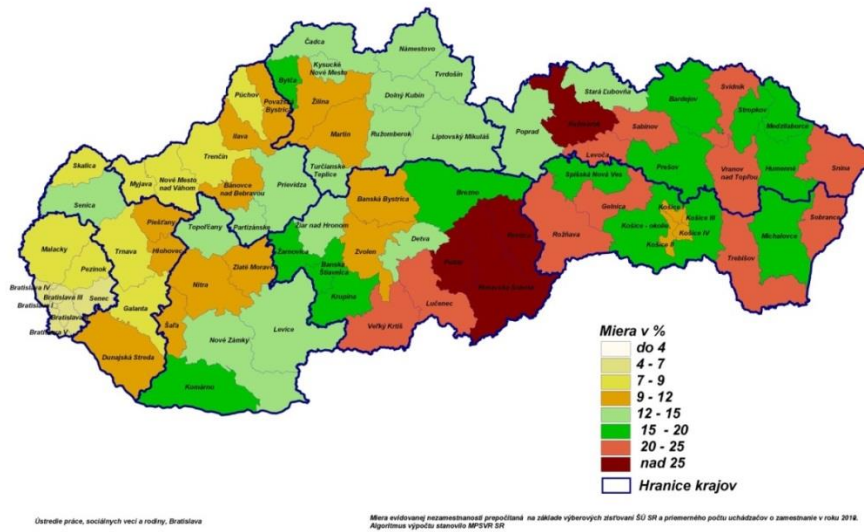 Čadca
Námestovo
Bytča
Kysucké
Nové Mesto
Tvrdošín
Stará Ľubovňa
Svidník
Púchov
Považská
Bystrica
Žilina
Dolný Kubín
Bardejov
Stropkov
Medzilaborce
Kežmarok
Sabinov
Ilava
Martin
Ružomberok
Liptovský Mikuláš
Poprad
Levoča
Prešov
Humenné
Snina
Trenčín
Turčianske
Teplice
Vranov
nad Topľou
Skalica
Myjava
Nové Mesto
nad Váhom
Bánovce
nad Bebravou
Prievidza
Banská Bystrica
Brezno
Spišská Nová Ves
Gelnica
Košice I
Košice III
Sobrance
Senica
Partizánske
Žiar nad Hronom
Košice - okolie
Košice IV
Michalovce
Piešťany
Topoľčany
Zvolen
Detva
Revúca
Rožňava
Košice II
Malacky
Trnava
Hlohovec
Zlaté Moravce
Žarnovica
Banská
Štiavnica
Poltár
Trebišov
Pezinok
Nitra
Krupina
Rimavská Sobota
Bratislava IV
Bratislava III
Senec
Bratislava I
Bratislava
Bratislava V
Galanta
Šaľa
Levice
Lučenec
Veľký Krtíš
Nové Zámky
Dunajská Streda
Komárno
Miera v %
do 4
4 - 7
7 - 9
9 - 12
12 - 15
15 - 20
20 - 25
nad 25
Hranice krajov
Ústredie práce, sociálnych vecí a rodiny, Bratislava
Miera evidovanej nezamestnanosti prepočítaná na základe výberových zisťovaní ŠÚ SR a priemerného počtu uchádzačov o zamestnanie v roku
Algoritmus výpočtu stanovilo MPSVR SR